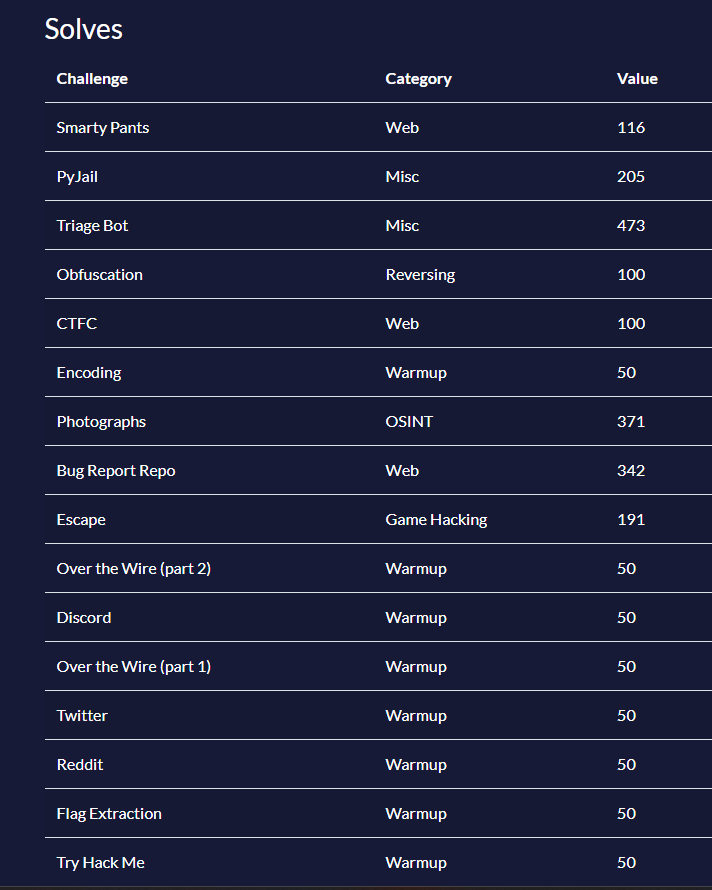 Solves
Challenge Category Value
Smarty Pants Web 116
PyJail Misc 205
Triage Bot Misc 473
Obfuscation Reversing 100
CTFC Web 100
Encoding Warmup 50
Photographs OSINT 371
Bug Report Repo Web 342
Escape Game Hacking 191
Over the Wire (part 2) Warmup 50
Discord Warmup 50
Over the Wire (part 1) Warmup 50
Twitter Warmup 50
Reddit Warmup 50
Flag Extraction Warmup 50
Try Hack Me Warmup 50